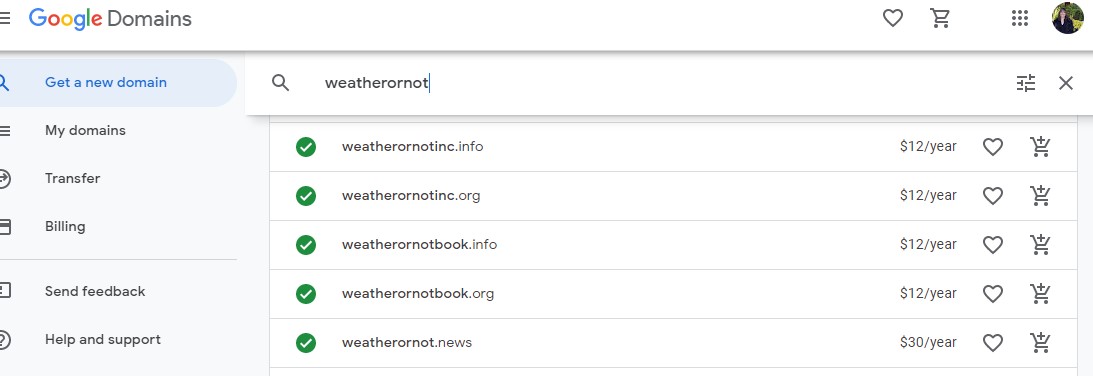 Google Domains
Get a new domain
My domains
Transfer
Billing
Send feedback
Help and support
weatherornot
weatherornotinc.info $12/year
weatherornotinc.org $12/year
weatherornotbook.info $12/year
weatherornotbook.org $12/year
weatherornot.news $30/year